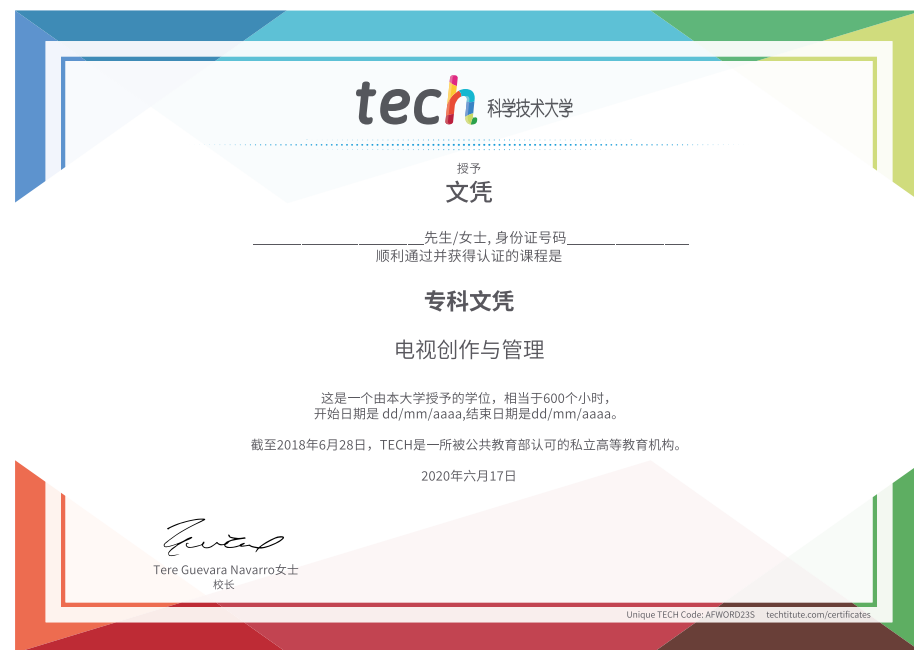 tech 科学技术大学
授予
文凭
________________________先生/女士, 身份证号码_________________
顺利通过并获得认证的课程是
专科文凭
电视创作与管理
这是一个由本大学授予的学位，相当于600个小时，
开始日期是 dd/mm/aaaa,结束日期是dd/mm/aaaa。
截至2018年6月28日，TECH是一所被公共教育部认可的私立高等教育机构。
2020年六月17日
Tere Guevara Navarro女士
校长
Unique TECH Code: AFWORD23S techtitute.com/certificates